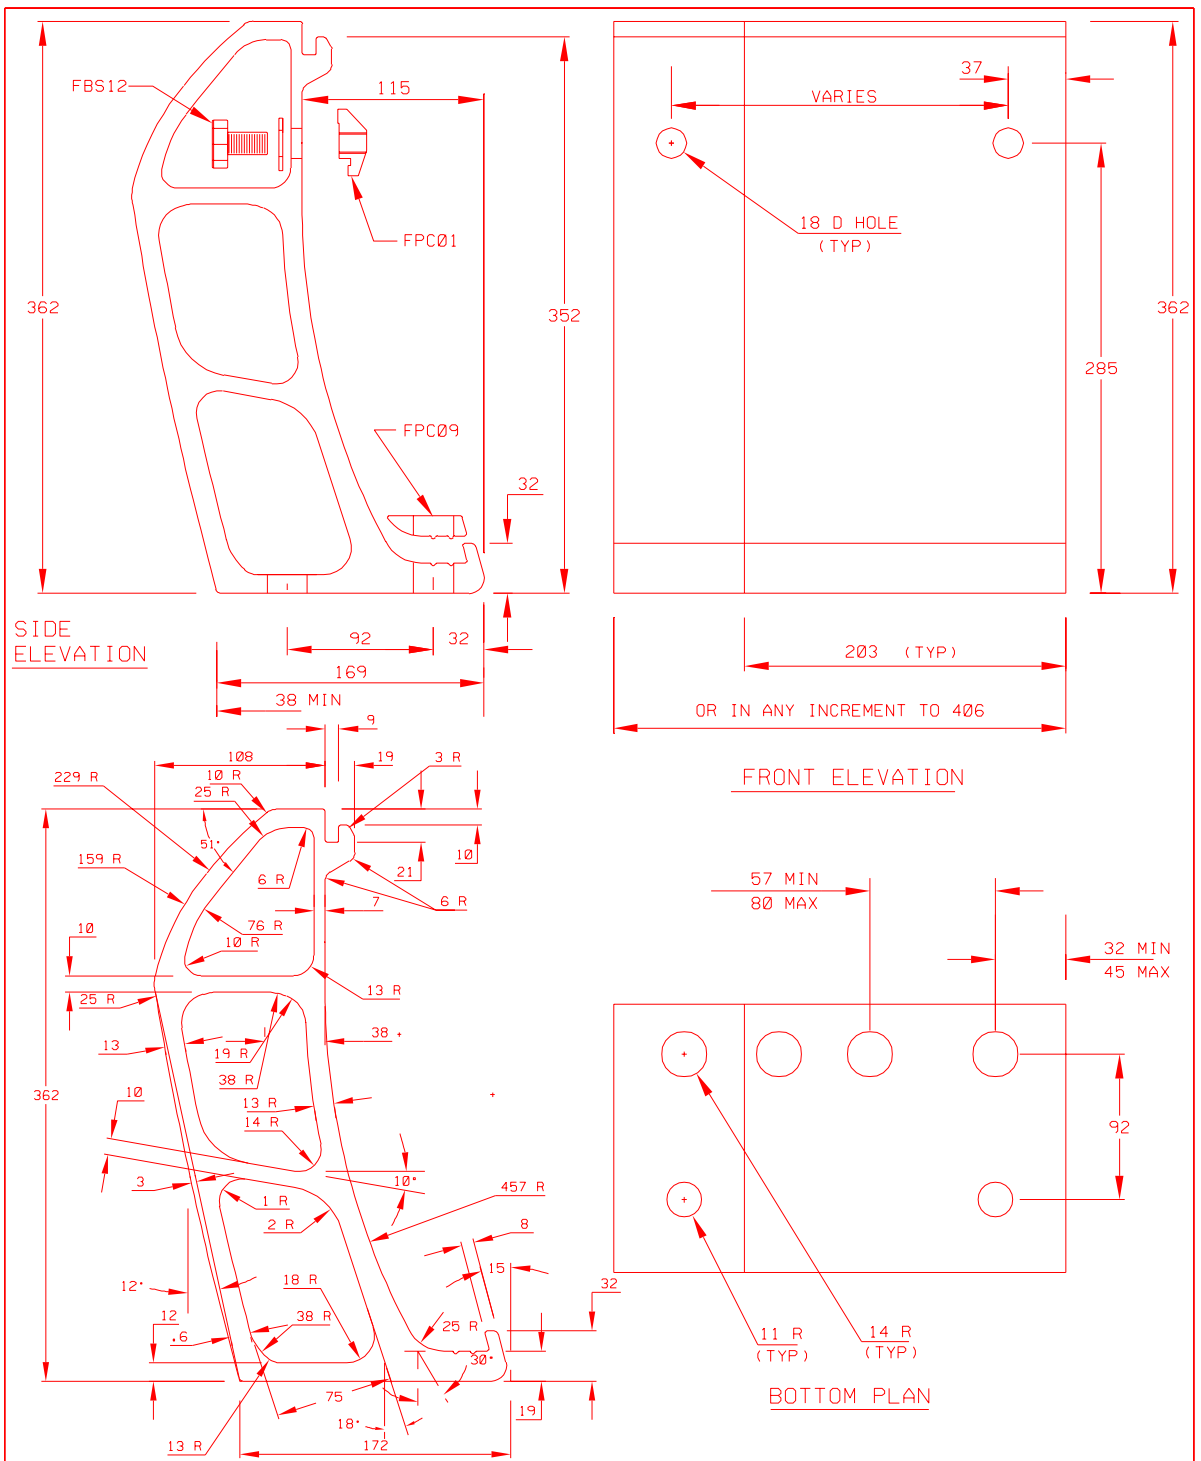 FBS12
115
FPCØ1
362
352
FPCØ9
32
SIDE
ELEVATION
92
32
169
38 MIN
37
VARIES
18 D HOLE
(TYP)
362
285
203 (TYP)
OR IN ANY INCREMENT TO 406
FRONT ELEVATION
9
108
19
3 R
229 R
10 R
25 R
51°
159 R
6 R
21
10
6 R
7
76 R
10
10 R
13 R
25 R
38
13
19 R
38 R
362
10
13 R
14 R
3
10°
1 R
2 R
457 R
8
15
32
12°
18 R
12
38 R
25 R
.6
30°
75
18°
19
13 R
172
57 MIN
80 MAX
32 MIN
45 MAX
92
11 R
(TYP)
14 R
(TYP)
BOTTOM PLAN